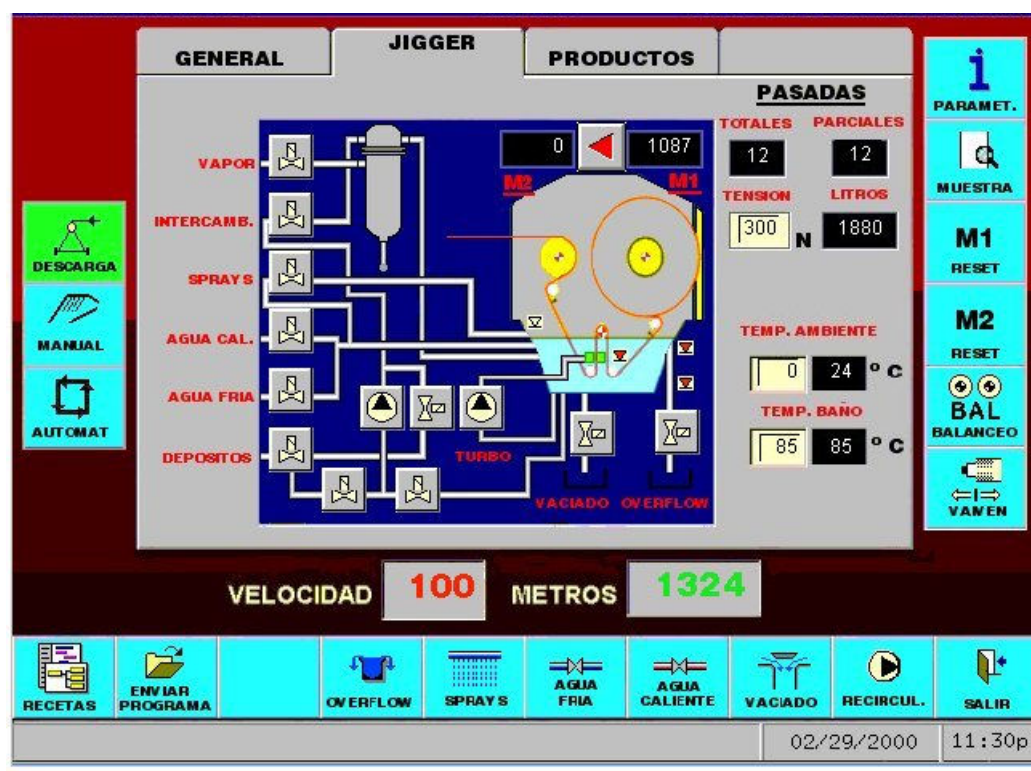 GENERAL
JIGGER
PRODUCTOS
PASADAS
TOTALES PARCIALES
12 12
TENSION LITROS
300 N 1880
TEMP. AMBIENTE
0 24 º C
TEMP. BAÑO
85 85 º C
0 1087
M2 M1
VAPOR
INTERCAMB.
SPRAYS
AGUA CAL.
AGUA FRIA
DEPOSITOS
TURBO
VACIADO OVERFLOW
DESCARGA
MANUAL
AUTOMAT
i
PARAMET.
MUESTRA
M1
RESET
M2
RESET
BAL
BALANCEO
VAIVEN
VELOCIDAD 100 METROS 1324
RECETAS
ENVIAR
PROGRAMA
OVERFLOW
SPRAYS
AGUA
FRIA
AGUA
CALIENTE
VACIADO
RECIRCUL.
SALIR
02/29/2000 11:30p